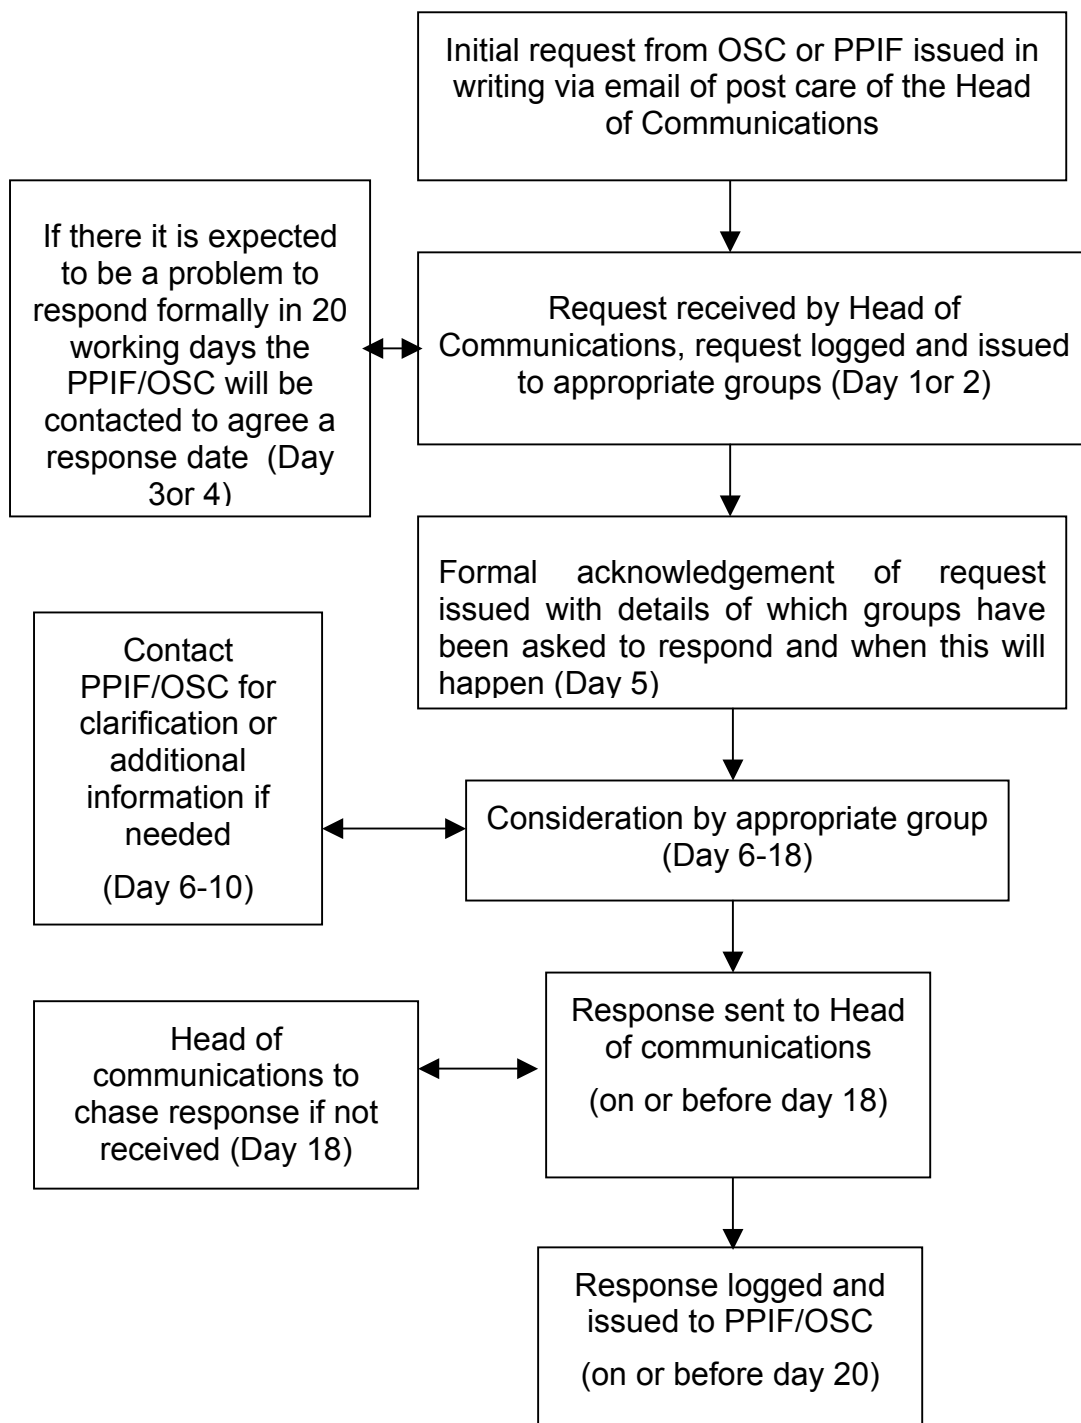 Initial request from OSC or PPIF issued in
writing via email of post care of the Head
of Communications
If there it is expected
to be a problem to
respond formally in 20
working days the
PPIF/OSC will be
contacted to agree a
response date (Day
3or 4)
Request received by Head of
Communications, request logged and issued
to appropriate groups (Day 1or 2)
Formal acknowledgement of request
issued with details of which groups have
been asked to respond and when this will
happen (Day 5)
Contact
PPIF/OSC for
clarification or
additional
information if
needed
(Day 6-10)
Consideration by appropriate group
(Day 6-18)
Response sent to Head
of communications
(on or before day 18)
Head of
communications to
chase response if not
received (Day 18)
Response logged and
issued to PPIF/OSC
(on or before day 20)